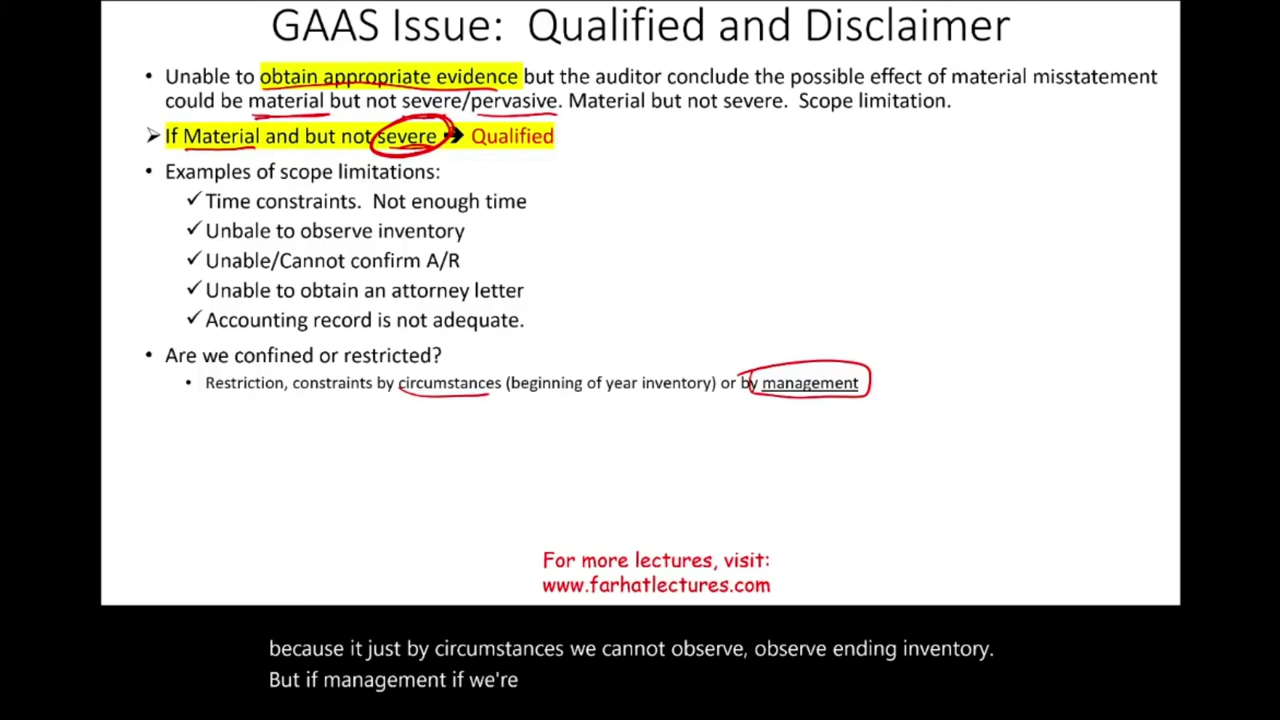 GAAS Issue: Qualified and Disclaimer
• Unable to obtain appropriate evidence but the auditor conclude the possible effect of material misstatement
could be material but not severe/pervasive. Material but not severe. Scope limitation.
➢ If Material and but not severe → Qualified
• Examples of scope limitations:
✓ Time constraints. Not enough time
✓ Unbale to observe inventory
✓ Unable/Cannot confirm A/R
✓ Unable to obtain an attorney letter
✓ Accounting record is not adequate.
• Are we confined or restricted?
• Restriction, constraints by circumstances (beginning of year inventory) or by management
For more lectures, visit:
www.farhatlectures.com
because it just by circumstances we cannot observe, observe ending inventory.
But if management if we're